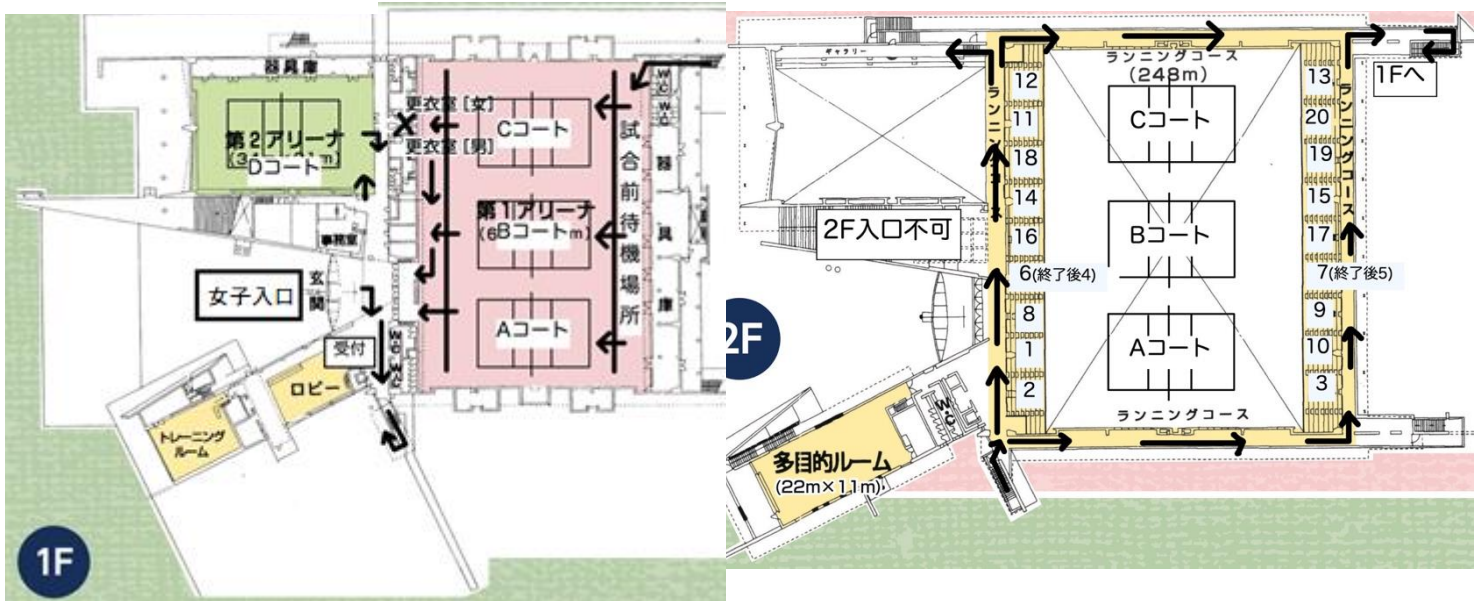 器具庫
第2アリーナ
Dコート
更衣室 [女]
更衣室 [男]
事務室
玄関
女子入口
受付
ロビー
トレーニング
ルーム
Cコート
第1アリーナ
Bコート
Aコート
試合前待機場所
WC
WC
器具庫
1F
ギャラリー
ランニングコース
(248m)
1Fへ
ランニングコース
ランニングコース
12
11
18
14
16
6(終了後4)
8
1
2
13
20
19
15
17
7(終了後5)
9
10
3
Cコート
Bコート
Aコート
2F入口不可
2F
ランニングコース
多目的ルーム
(22m×11m)
W.C